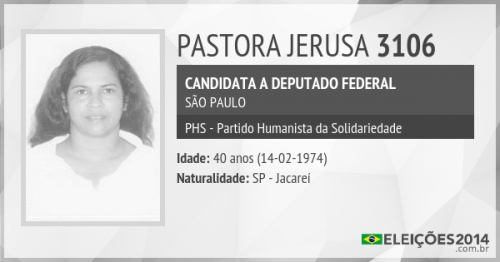 PASTORA JERUSA 3106
CANDIDATA A DEPUTADO FEDERAL
SÃO PAULO
PHS - Partido Humanista da Solidariedade
Idade: 40 anos (14-02-1974)
Naturalidade: SP - Jacareí
ELEIÇÕES2014
.com.br